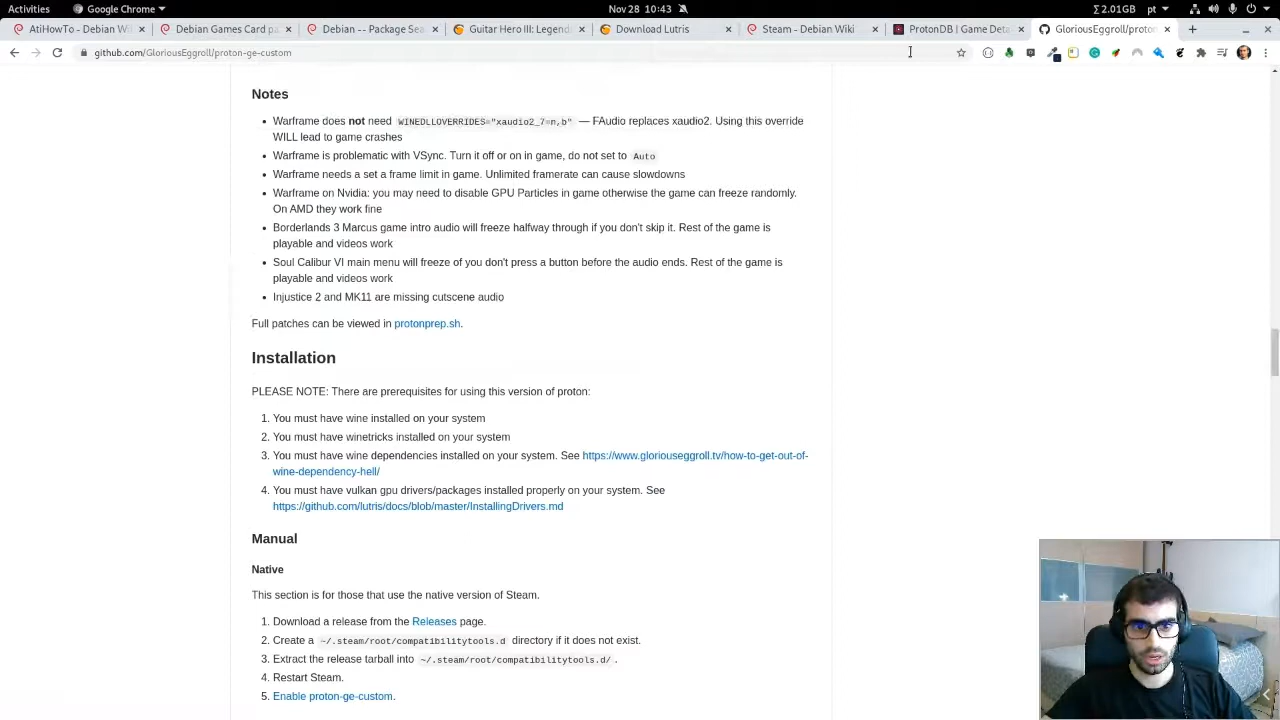 Activities
Google Chrome
Nov 28 10:43
2.01GB
pt
AtiHowTo - Debian Wi
Debian Games package
Debian -- Package Sea
Guitar Hero III: Legend
Download Lutris
Steam - Debian Wiki
ProtonDB | Game Deta
GloriousEggroll/proton
github.com/GloriousEggroll/proton-ge-custom
Notes
Warframe does not need WINEDLLOVERRIDES="xaudio2_7=n,b" — FAudio replaces xaudio2. Using this override
WILL lead to game crashes
Warframe is problematic with VSync. Turn it off or on in game, do not set to Auto
Warframe needs a set a frame limit in game. Unlimited framerate can cause slowdowns
Warframe on Nvidia: you may need to disable GPU Particles in game otherwise the game can freeze randomly.
On AMD they work fine
Borderlands 3 Marcus game intro audio will freeze halfway through if you don't skip it. Rest of the game is
playable and videos work
Soul Calibur VI main menu will freeze of you don't press a button before the audio ends. Rest of the game is
playable and videos work
Injustice 2 and MK11 are missing cutscene audio
Full patches can be viewed in protonprep.sh.
Installation
PLEASE NOTE: There are prerequisites for using this version of proton:
1. You must have wine installed on your system
2. You must have winetricks installed on your system
3. You must have wine dependencies installed on your system. See https://www.gloriouseggroll.tv/how-to-get-out-of-
wine-dependency-hell/
4. You must have vulkan gpu drivers/packages installed properly on your system. See
https://github.com/lutris/docs/blob/master/InstallingDrivers.md
Manual
Native
This section is for those that use the native version of Steam.
1. Download a release from the Releases page.
2. Create a ~/.steam/root/compatibilitytools.d directory if it does not exist.
3. Extract the release tarball into ~/.steam/root/compatibilitytools.d/ .
4. Restart Steam.
5. Enable proton-ge-custom.